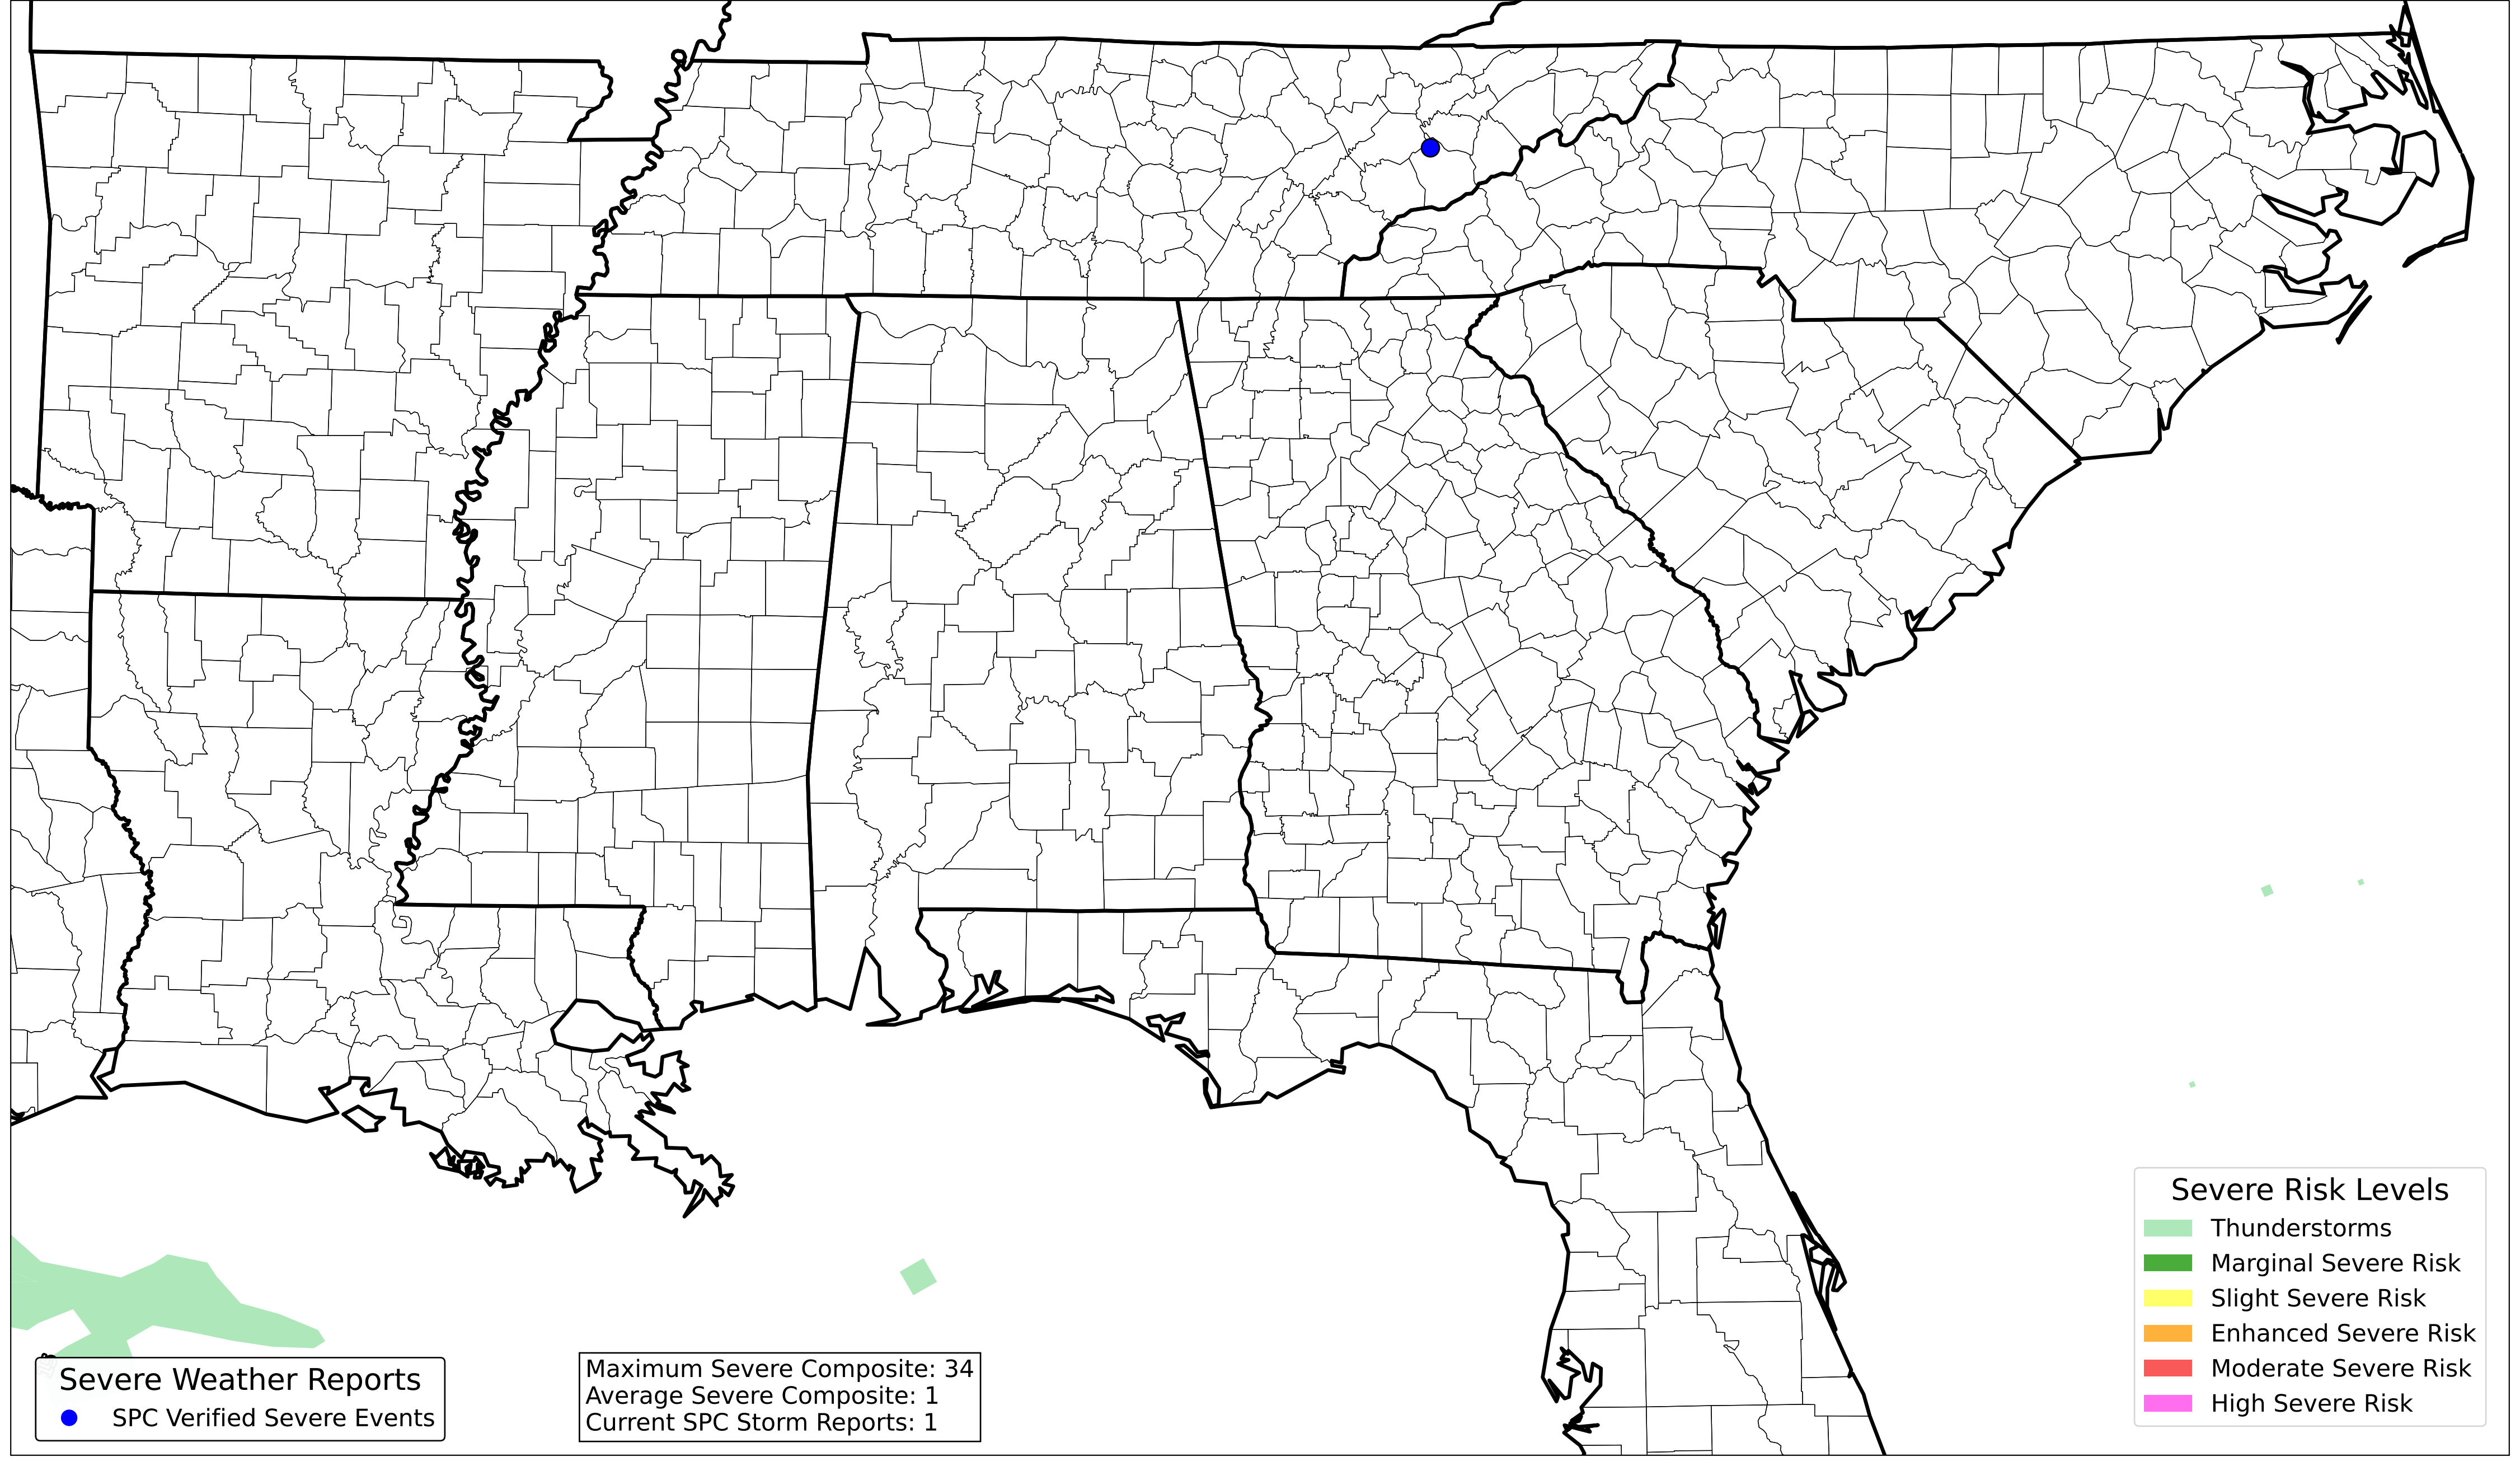 Severe Risk Levels
Thunderstorms
Marginal Severe Risk
Slight Severe Risk
Enhanced Severe Risk
Moderate Severe Risk
High Severe Risk
Severe Weather Reports
SPC Verified Severe Events
Maximum Severe Composite: 34
Average Severe Composite: 1
Current SPC Storm Reports: 1